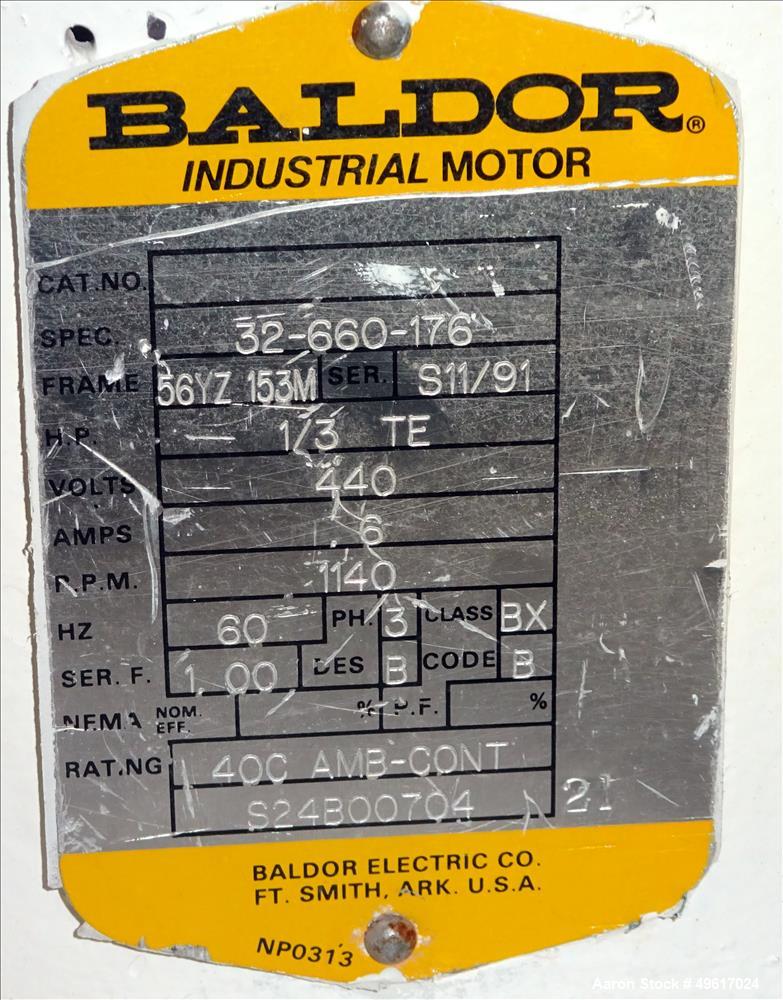 BALDOR®
INDUSTRIAL MOTOR
CAT.NO.
SPEC. 32-660-176
FRAME 56YZ 153M SER. S11/91
H.P. 1/3 TE
VOLTS 440
AMPS .6
R.P.M. 1140
HZ 60 PH. 3 CLASS BX
SER. F. 1.00 DES B CODE B
NEMA NOM. EFF. % P.F. %
RATING 40C AMB-CONT
S24B00704 21
BALDOR ELECTRIC CO.
FT. SMITH, ARK. U.S.A.
NP0313
Aaron Stock # 49617024